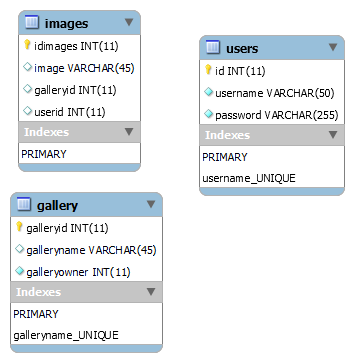 images
idimages INT(11)
image VARCHAR(45)
galleryid INT(11)
userid INT(11)
Indexes
PRIMARY
users
id INT(11)
username VARCHAR(50)
password VARCHAR(255)
Indexes
PRIMARY
username_UNIQUE
gallery
galleryid INT(11)
galleryname VARCHAR(45)
galleryowner INT(11)
Indexes
PRIMARY
galleryname_UNIQUE